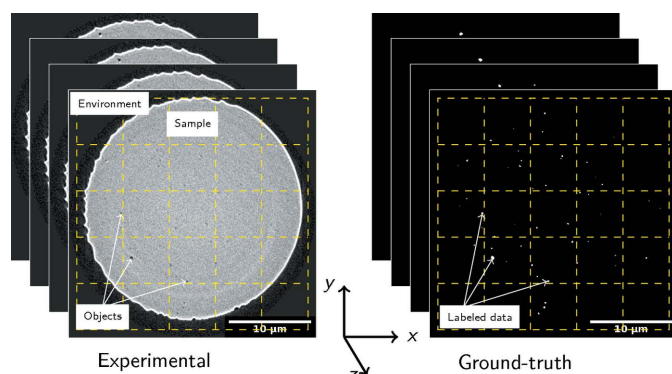 Environment
Sample
Objects
10 μm
Experimental
y
x
z
Labeled data
10 μm
Ground-truth